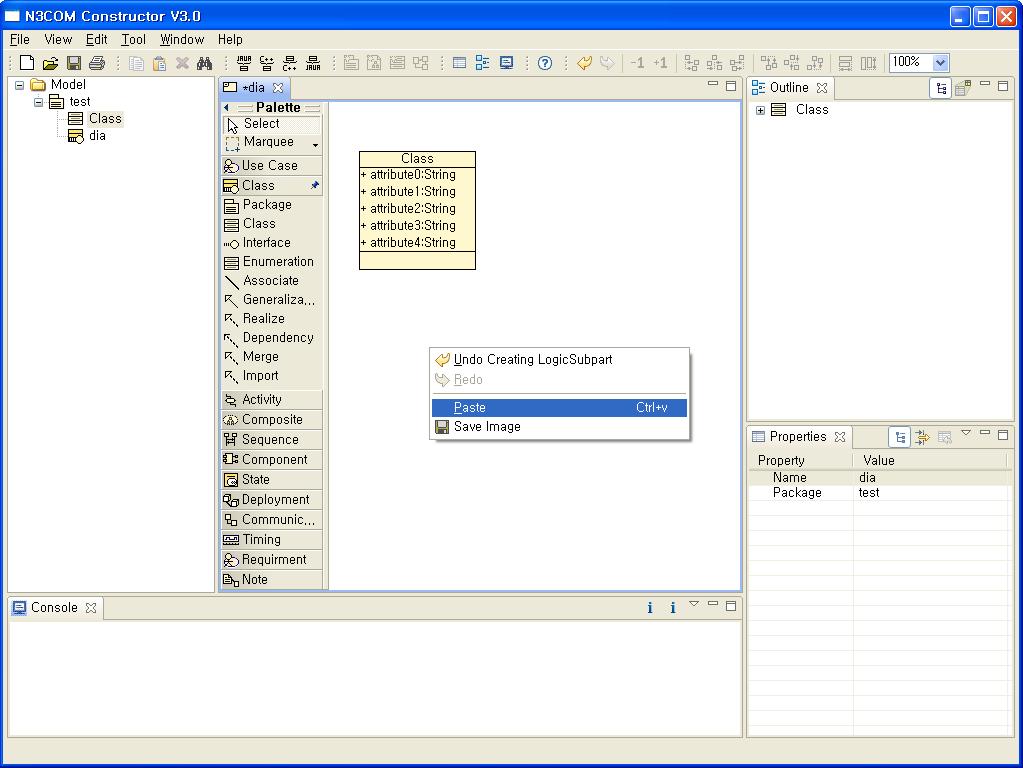 N3COM Constructor V3.0
File View Edit Tool Window Help
-1 +1 100%
Model
test
Class
dia
*dia
Palette
Select
Marquee
Use Case
Class
Package
Class
Interface
Enumeration
Associate
Generaliza...
Realize
Dependency
Merge
Import
Activity
Composite
Sequence
Component
State
Deployment
Communic...
Timing
Requirment
Note
Class
+ attribute0:String
+ attribute1:String
+ attribute2:String
+ attribute3:String
+ attribute4:String
Undo Creating LogicSubpart
Redo
Paste Ctrl+v
Save Image
Outline
Class
Properties
Property Value
Name dia
Package test
Console